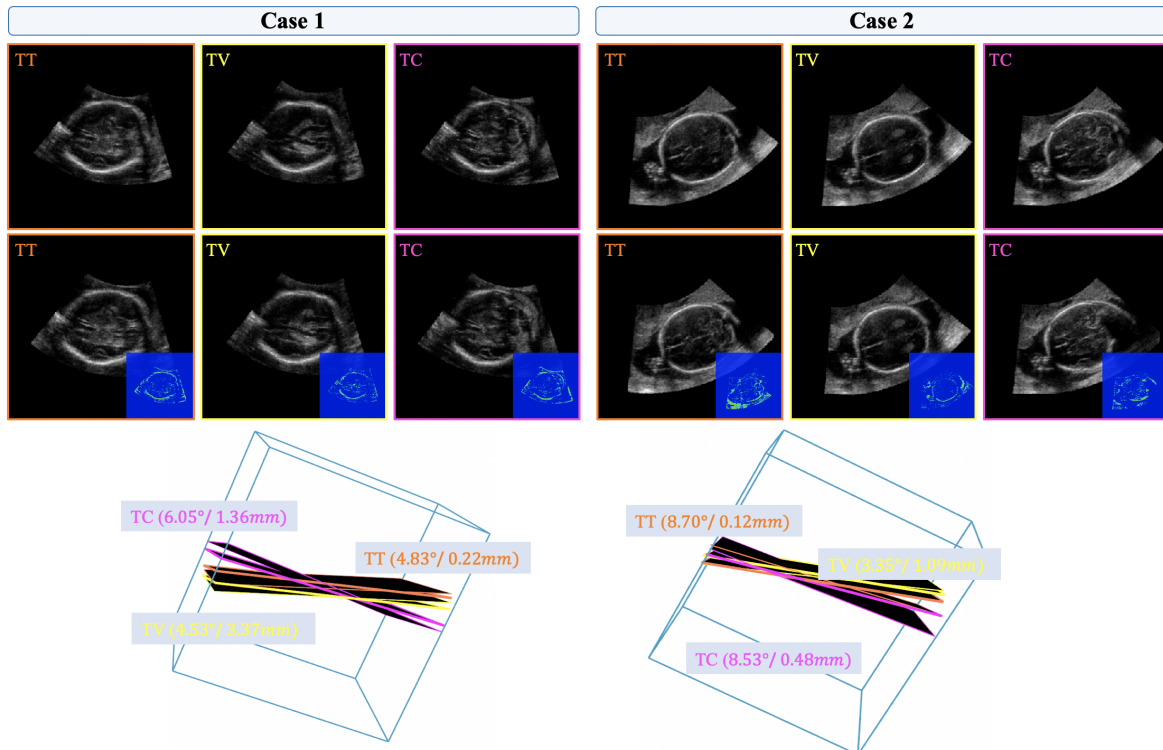 Case 1
Case 2
TT
TV
TC
TT
TV
TC
TT
TV
TC
TT
TV
TC
TC (6.05°/ 1.36mm)
TT (4.83°/ 0.22mm)
TV (4.53°/ 3.37mm)
TT (8.70°/ 0.12mm)
TV (3.35°/ 1.09mm)
TC (8.53°/ 0.48mm)